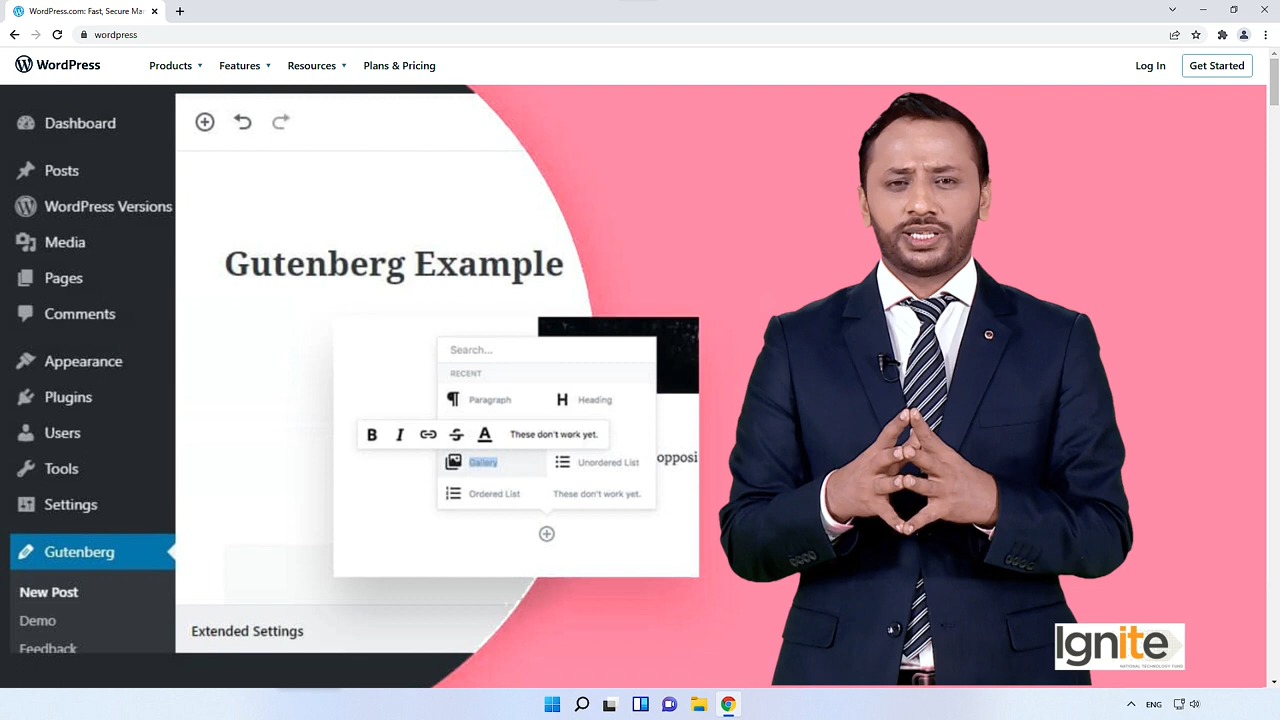 WordPress.com: Fast, Secure Ma
wordpress
WordPress
Products
Features
Resources
Plans & Pricing
Log In
Get Started
Dashboard
Posts
WordPress Versions
Media
Pages
Comments
Appearance
Plugins
Users
Tools
Settings
Gutenberg
New Post
Demo
Feedback
Gutenberg Example
Search...
RECENT
Paragraph
Heading
B I A These don't work yet.
Gallery
Unordered List
opposi
Ordered List
These don't work yet.
Extended Settings
Ignite
NATIONAL TECHNOLOGY FUND
ENG